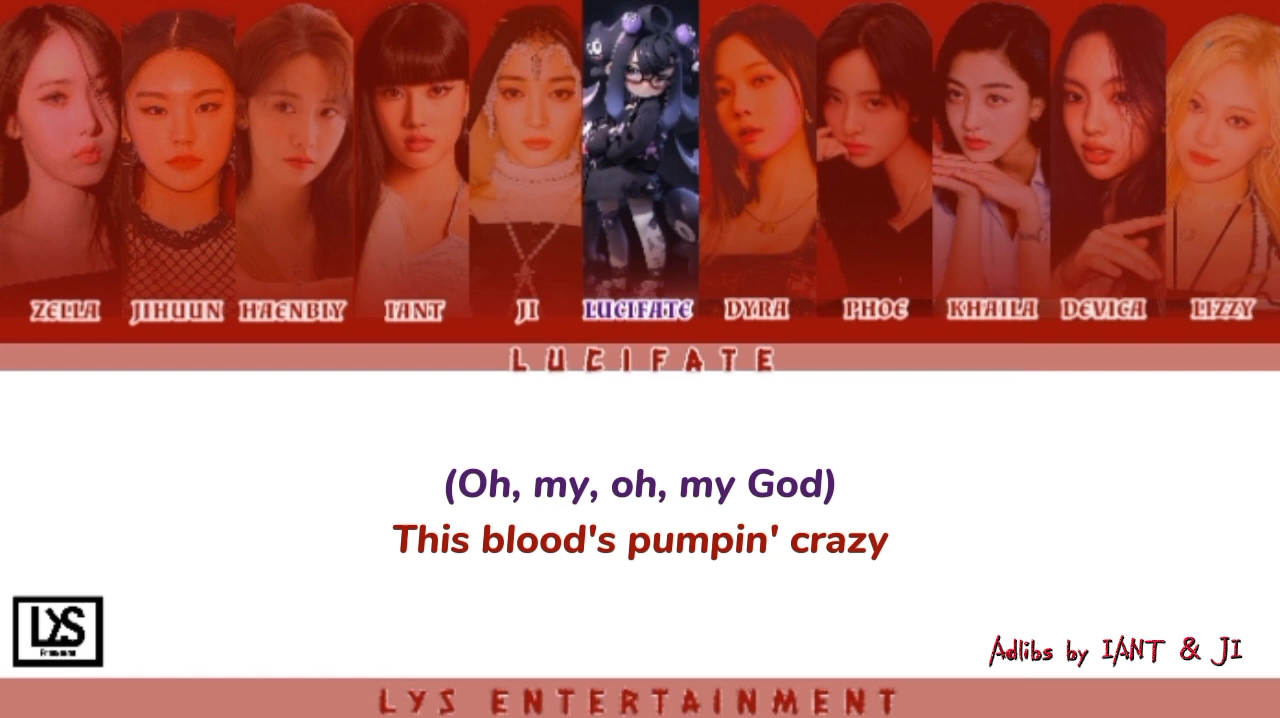 ZELLA JIHUUN HAENBIY IANT JI LUCIFATE DYRA PHOE KHAILA DEVICA LIZZY
LUCIFATE
(Oh, my, oh, my God)
This blood's pumpin' crazy
LYS
Adlibs by IANT & JI
LYS ENTERTAINMENT